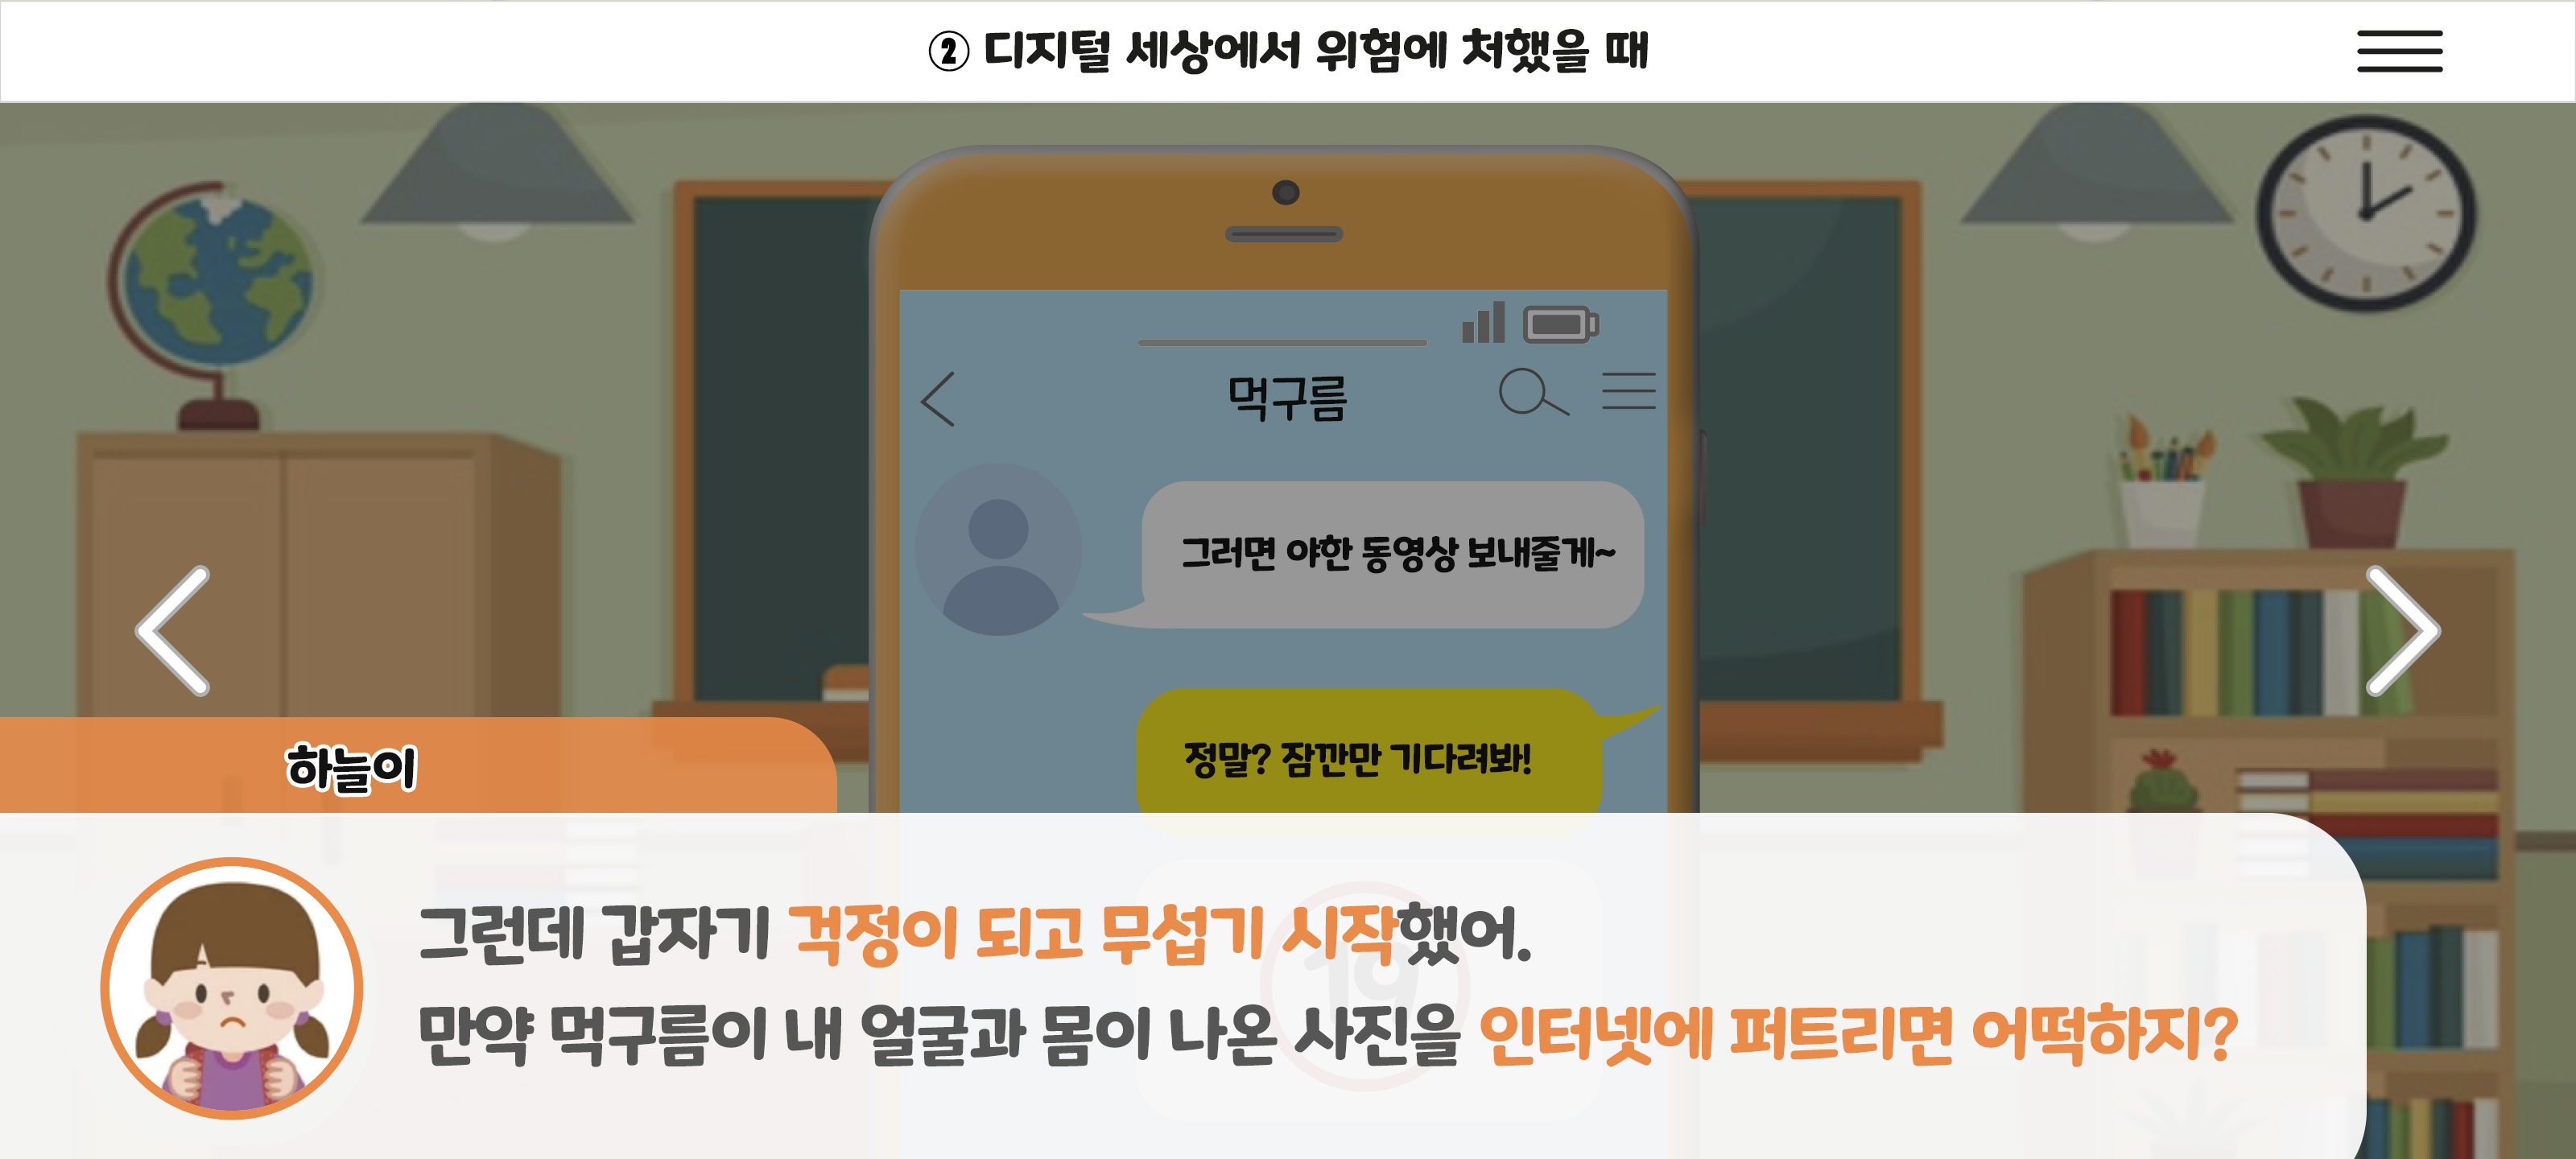 ② 디지털 세상에서 위험에 처했을 때
먹구름
그러면 야한 동영상 보내줄게~
정말? 잠깐만 기다려봐!
하늘이
그런데 갑자기 걱정이 되고 무섭기 시작했어.
19
만약 먹구름이 내 얼굴과 몸이 나온 사진을 인터넷에 퍼트리면 어떡하지?